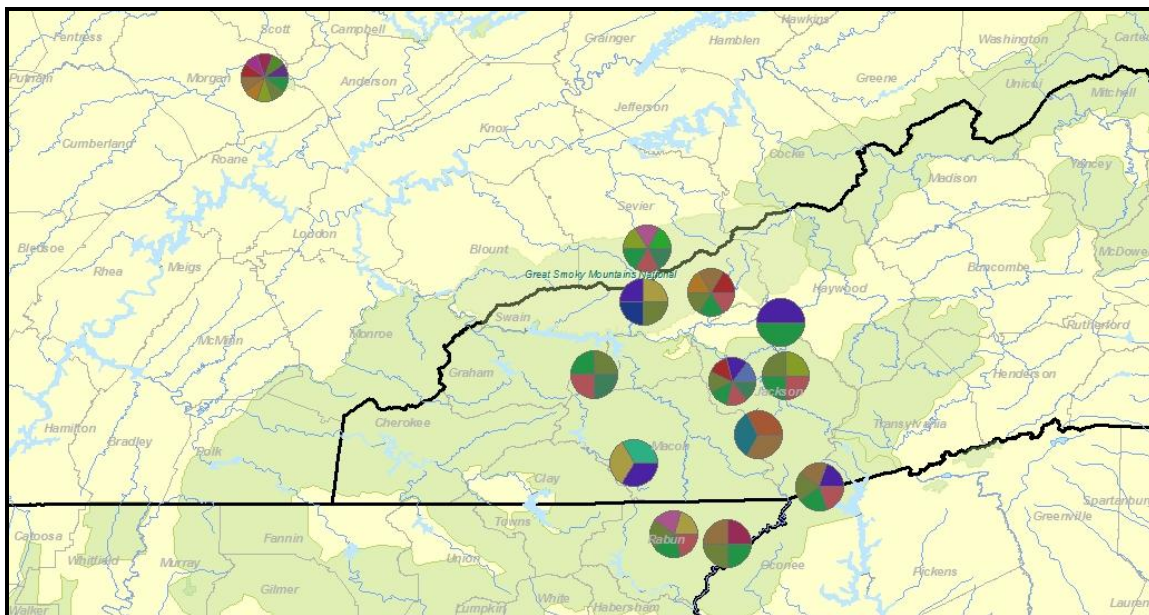 Fentress
Scott
Campbell
Grainger
Hawkins
Hamblen
Washington
Carter
Putnam
Morgan
Anderson
Greene
Unicoi
Mitchell
Jefferson
Cumberland
Knox
Roane
Cocke
Yancey
Madison
Sevier
Loudon
Bledsoe
Blount
McDowe
Rhea
Meigs
Great Smoky Mountains National
Buncombe
Haywood
Swain
Monroe
Rutherford
McMinn
Graham
Henderson
Jackson
Cherokee
Transylvania
Hamilton
Bradley
Macon
Polk
Clay
Spartanburg
Towns
Greenville
Catoosa
Fannin
Rabun
Whitfield
Murray
Union
Oconee
Pickens
Gilmer
White
Walker
Lumpkin
Habersham
Lauren